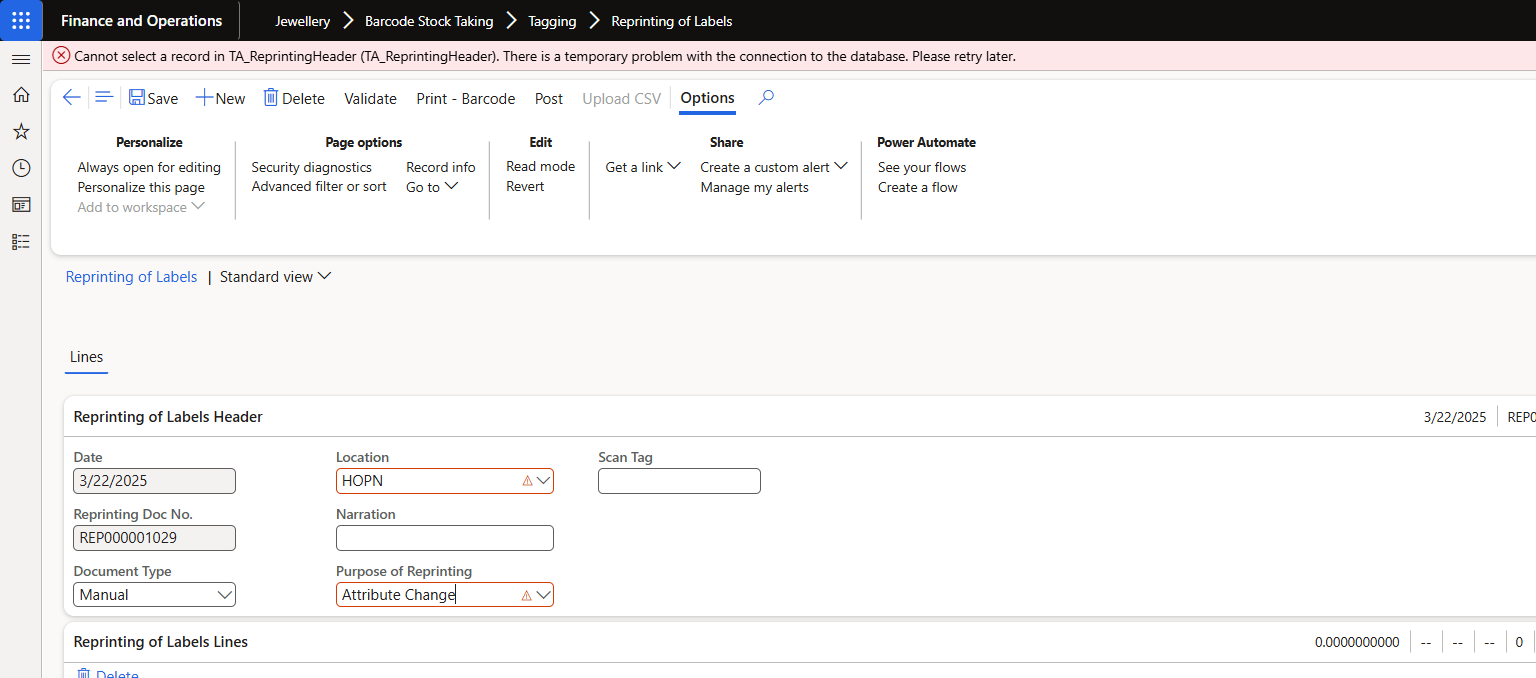 Finance and Operations Jewellery Barcode Stock Taking Tagging Reprinting of Labels
Cannot select a record in TA_ReprintingHeader (TA_ReprintingHeader). There is a temporary problem with the connection to the database. Please retry later.
Save New Delete Validate Print - Barcode Post Upload CSV Options
Personalize
Always open for editing
Personalize this page
Add to workspace
Page options
Security diagnostics Record info
Advanced filter or sort Go to
Edit
Read mode
Revert
Share
Get a link Create a custom alert
Manage my alerts
Power Automate
See your flows
Create a flow
Reprinting of Labels | Standard view
Lines
Reprinting of Labels Header 3/22/2025
Date Location Scan Tag
3/22/2025 HOPN
Reprinting Doc No. Narration
REP000001029
Document Type Purpose of Reprinting
Manual Attribute Change
Reprinting of Labels Lines 0.0000000000 -- -- -- 0
Delete